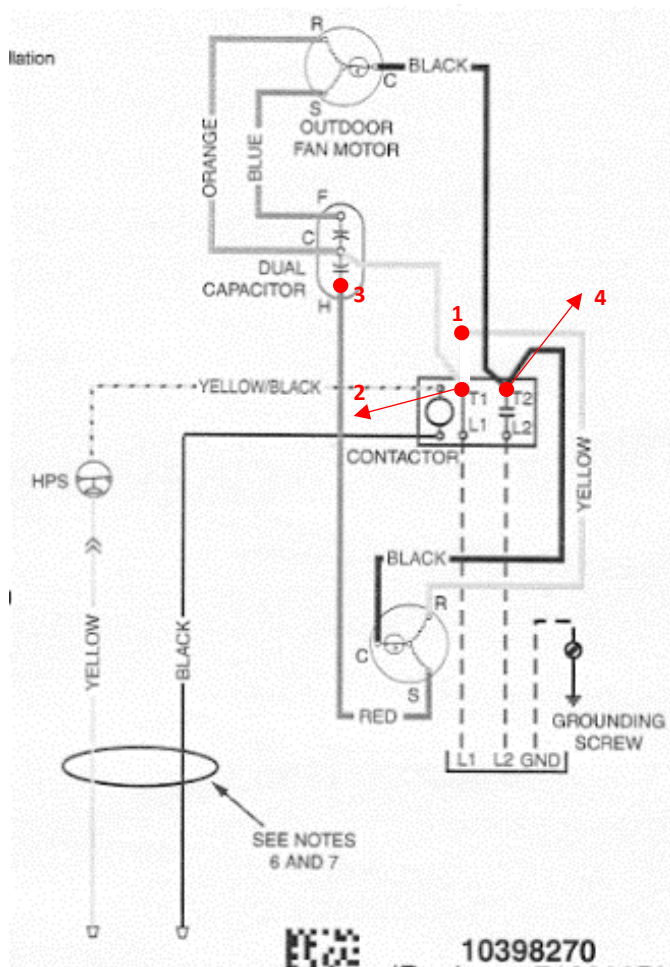 llation
R
BLACK
C
S
OUTDOOR
FAN MOTOR
ORANGE
BLUE
F
C
DUAL
CAPACITOR
H
3
1
4
2
YELLOW/BLACK
T1
T2
L1
L2
CONTACTOR
YELLOW
HPS
BLACK
R
C
S
YELLOW
BLACK
RED
GROUNDING
SCREW
L1 L2 GND
SEE NOTES
6 AND 7
10398270